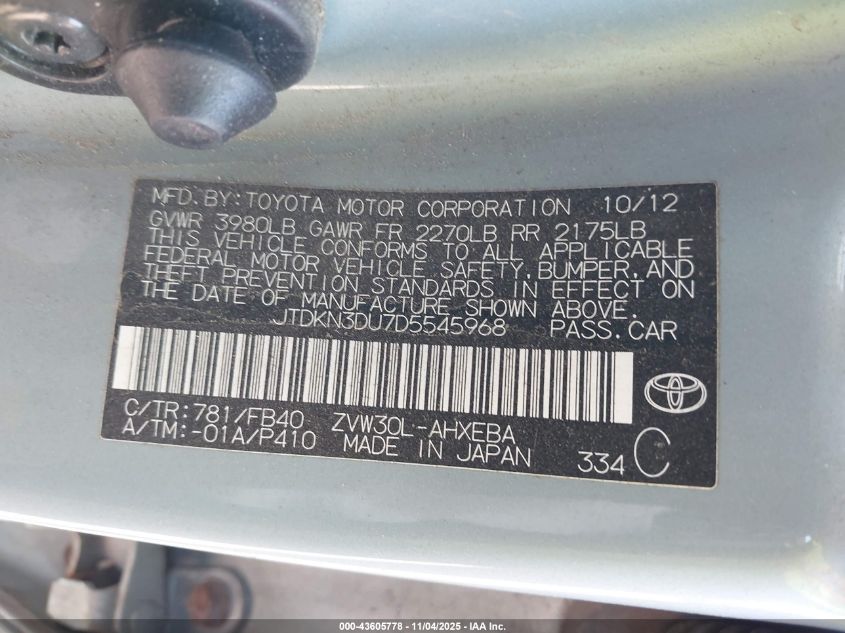 MFD. BY: TOYOTA MOTOR CORPORATION 10/12
GVWR 3980LB GAWR FR 2270LB RR 2175LB
THIS VEHICLE CONFORMS TO ALL APPLICABLE
FEDERAL MOTOR VEHICLE SAFETY, BUMPER, AND
THEFT PREVENTION STANDARDS IN EFFECT ON
THE DATE OF MANUFACTURE SHOWN ABOVE.
JTDKN3DU7D5545968 PASS. CAR
C/TR: 781/FB40 ZVW30L-AHXEBA
A/TM: -01A/P410 MADE IN JAPAN 334 C
000-43605778 - 11/04/2025 - IAA Inc.